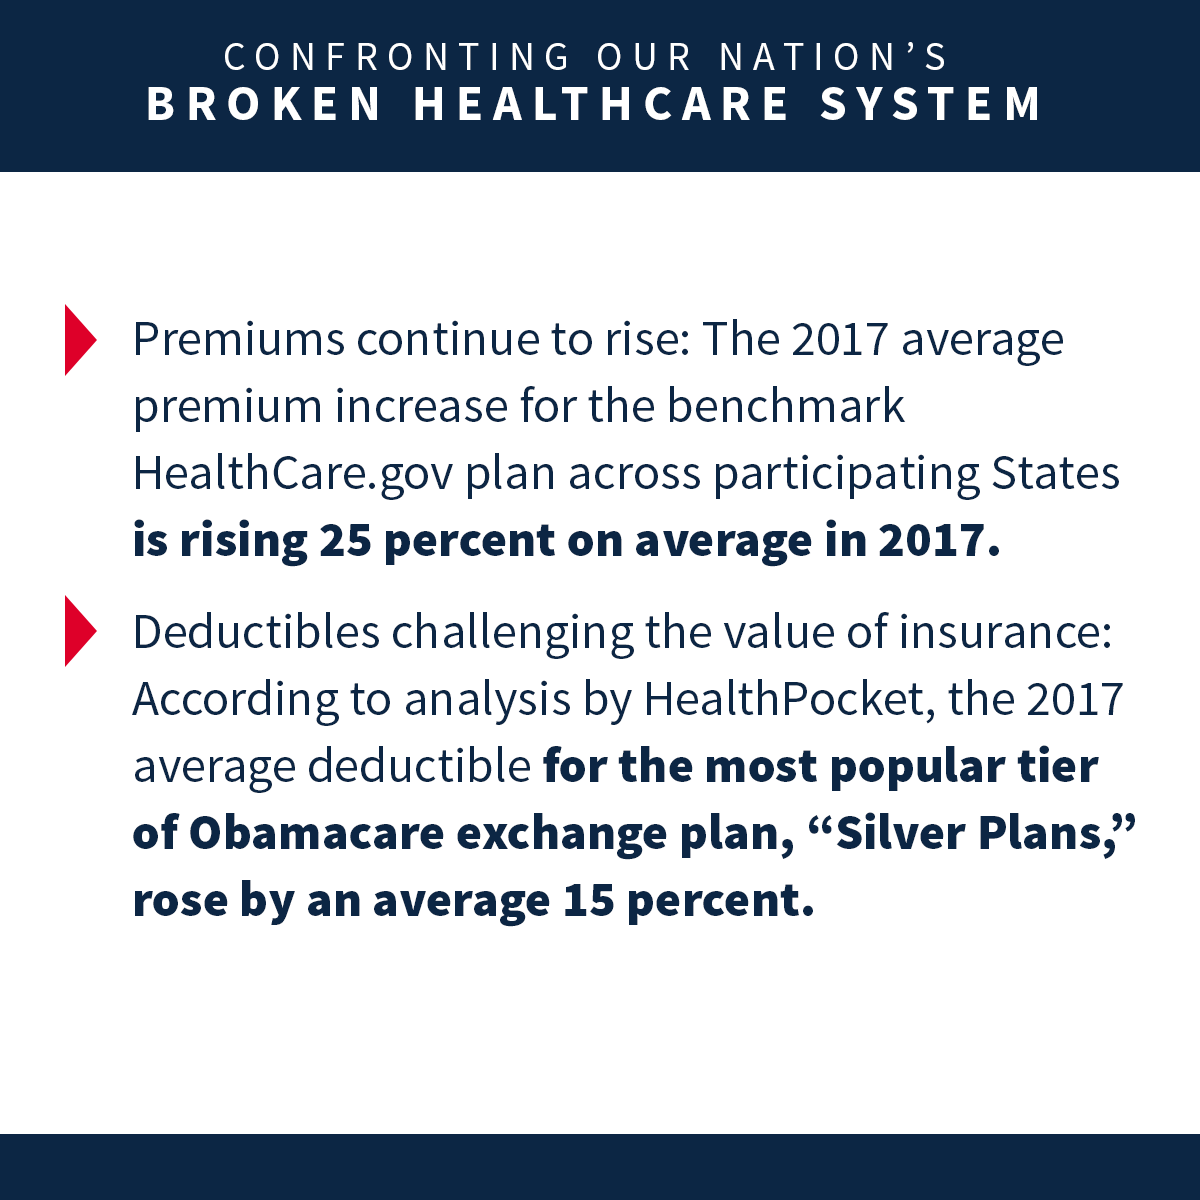 CONFRONTING OUR NATION’S
BROKEN HEALTHCARE SYSTEM
Premiums continue to rise: The 2017 average
premium increase for the benchmark
HealthCare.gov plan across participating States
is rising 25 percent on average in 2017.
Deductibles challenging the value of insurance:
According to analysis by HealthPocket, the 2017
average deductible for the most popular tier
of Obamacare exchange plan, “Silver Plans,”
rose by an average 15 percent.